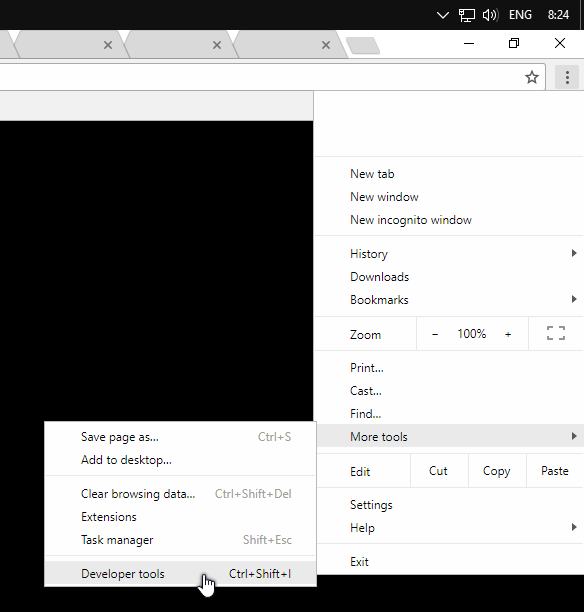 ENG 8:24
New tab
New window
New incognito window
History
Downloads
Bookmarks
Zoom − 100% +
Print...
Cast...
Find...
More tools
Edit Cut Copy Paste
Settings
Help
Exit
Save page as... Ctrl+S
Add to desktop...
Clear browsing data... Ctrl+Shift+Del
Extensions
Task manager Shift+Esc
Developer tools Ctrl+Shift+I